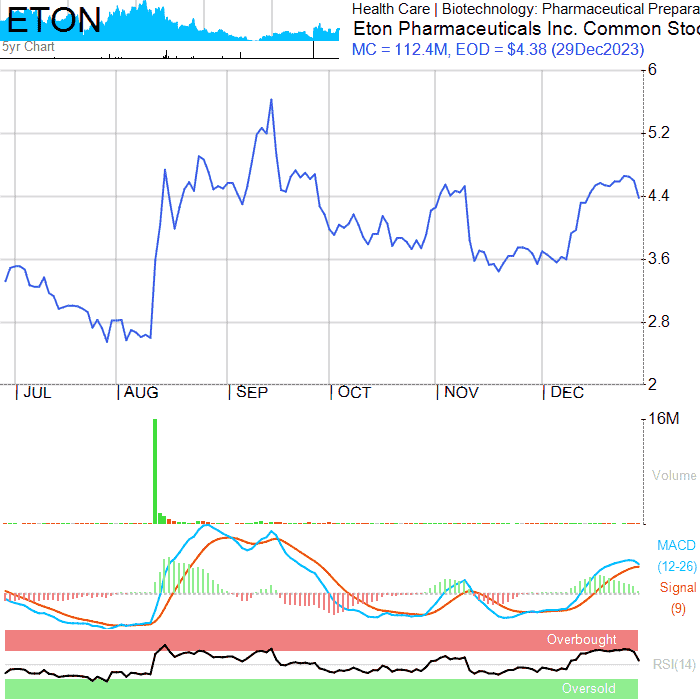 ETON
5yr Chart
Health Care | Biotechnology: Pharmaceutical Prepara
Eton Pharmaceuticals Inc. Common Stoc
MC = 112.4M, EOD = $4.38 (29Dec2023)
6
5.2
4.4
3.6
2.8
2
JUL AUG SEP OCT NOV DEC
16M
Volume
MACD
(12-26)
Signal
(9)
Overbought
RSI(14)
Oversold